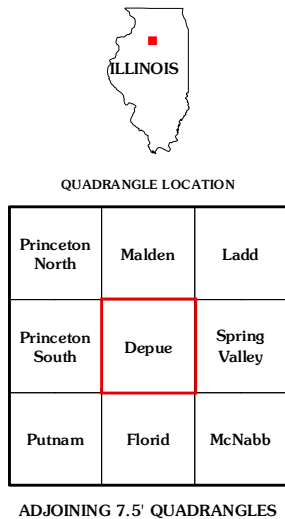 ILLINOIS
QUADRANGLE LOCATION
Princeton
North
Malden
Ladd
Princeton
South
Depue
Spring
Valley
Putnam
Florid
McNabb
ADJOINING 7.5' QUADRANGLES